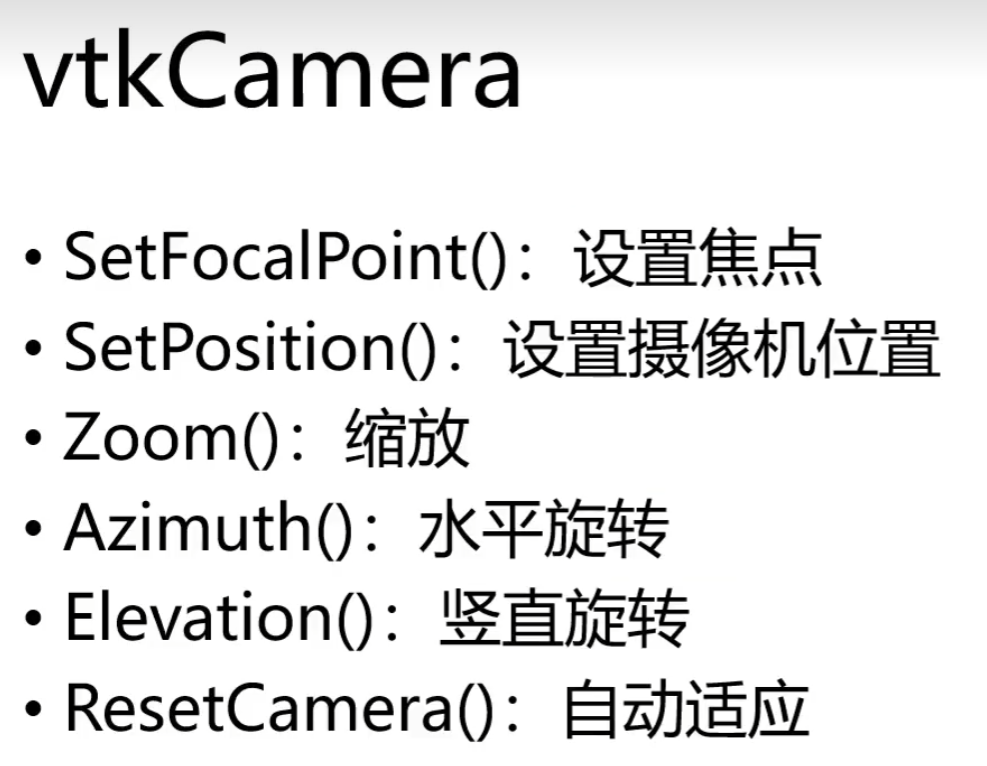 vtkCamera
• SetFocalPoint()：设置焦点
• SetPosition()：设置摄像机位置
• Zoom()：缩放
• Azimuth()：水平旋转
• Elevation()：竖直旋转
• ResetCamera()：自动适应